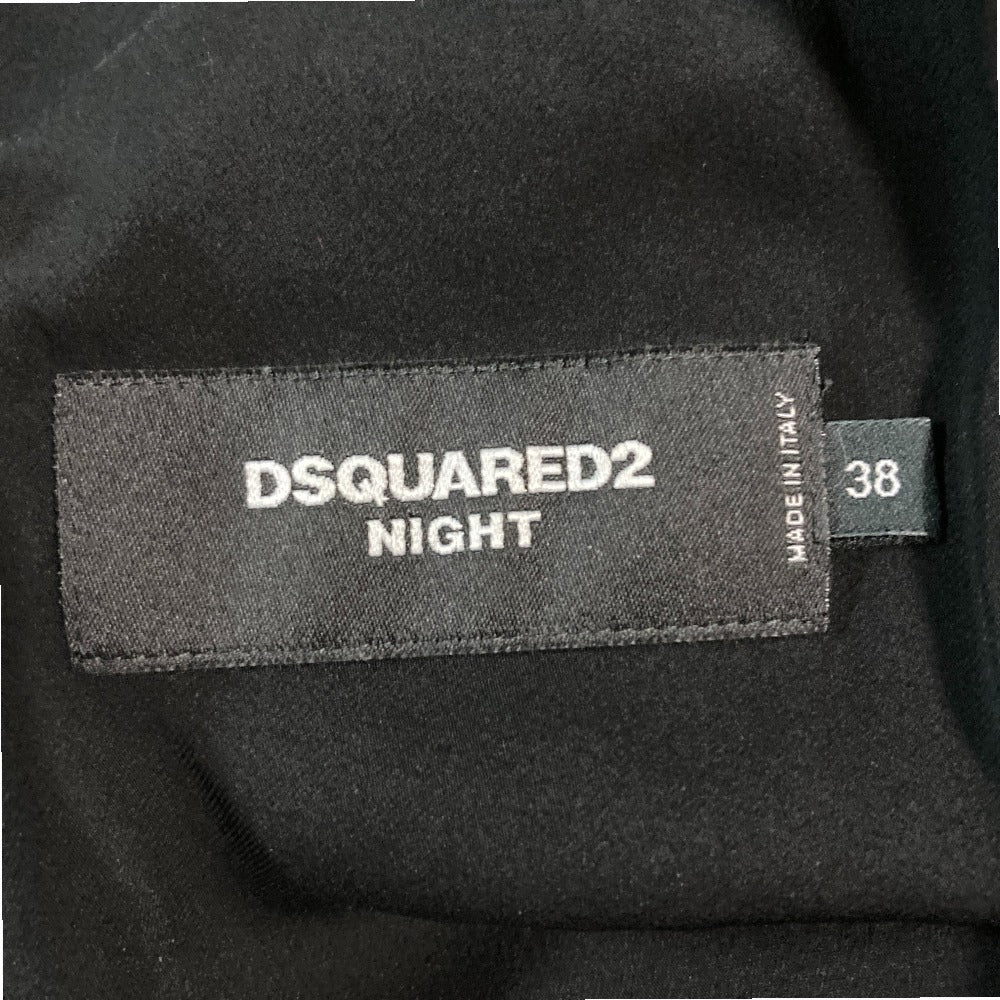 DSQUARED2
NIGHT
MADE IN ITALY
38